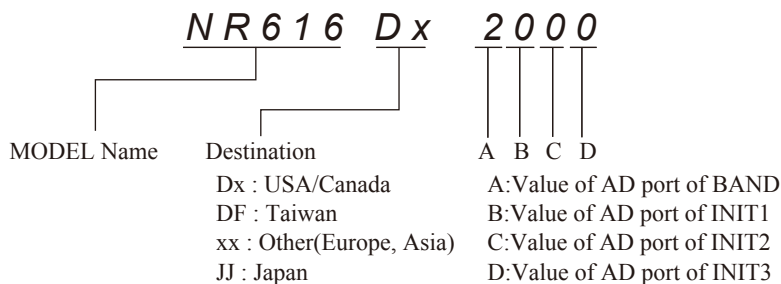 NR616 Dx 2000
MODEL Name Destination A B C D
Dx : USA/Canada A:Value of AD port of BAND
DF : Taiwan B:Value of AD port of INIT1
xx : Other(Europe, Asia) C:Value of AD port of INIT2
JJ : Japan D:Value of AD port of INIT3